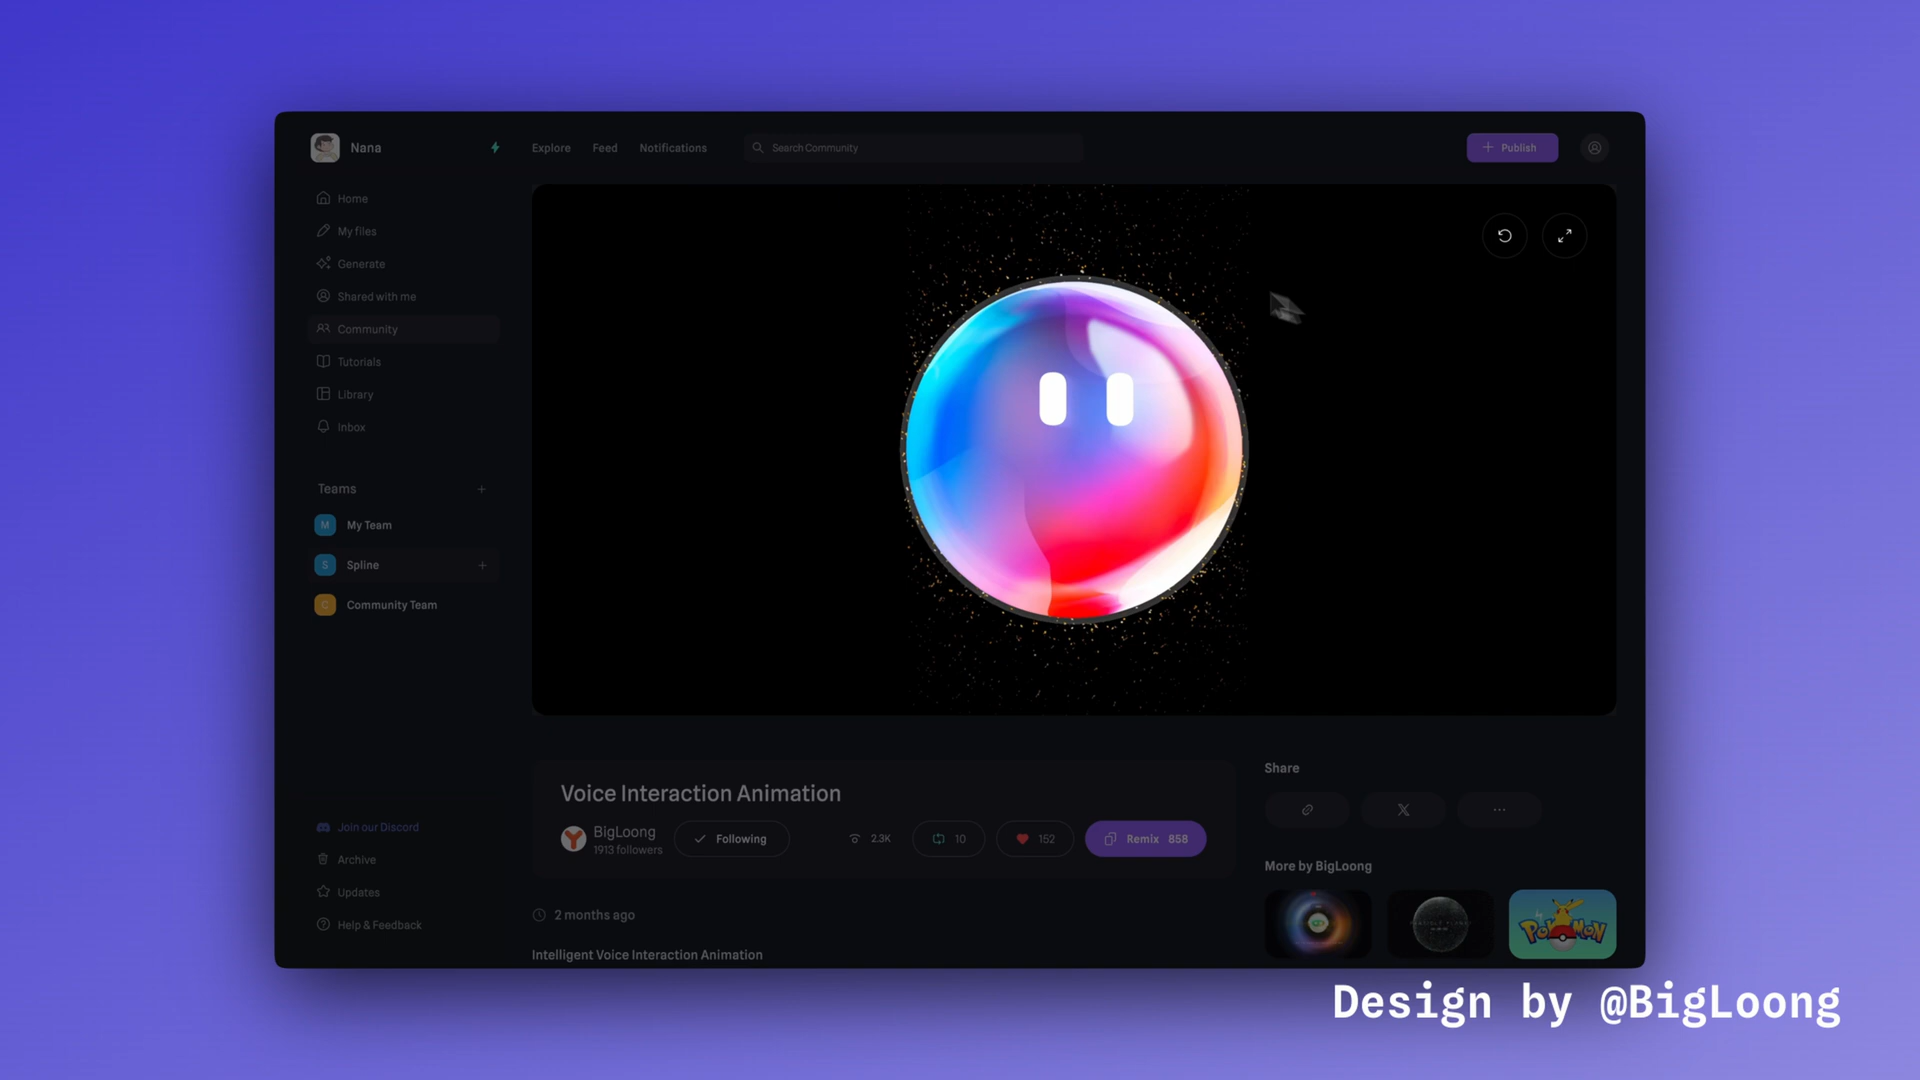 Nana
Explore
Feed
Notifications
Search Community
Publish
Home
My files
Generate
Shared with me
Community
Tutorials
Library
Inbox
Teams
M
My Team
S
Spline
C
Community Team
Join our Discord
Archive
Updates
Help & Feedback
Voice Interaction Animation
BigLoong
1913 followers
Following
2.3K
10
152
Remix 858
2 months ago
Intelligent Voice Interaction Animation
Share
More by BigLoong
POKéMON
Design by @BigLoong